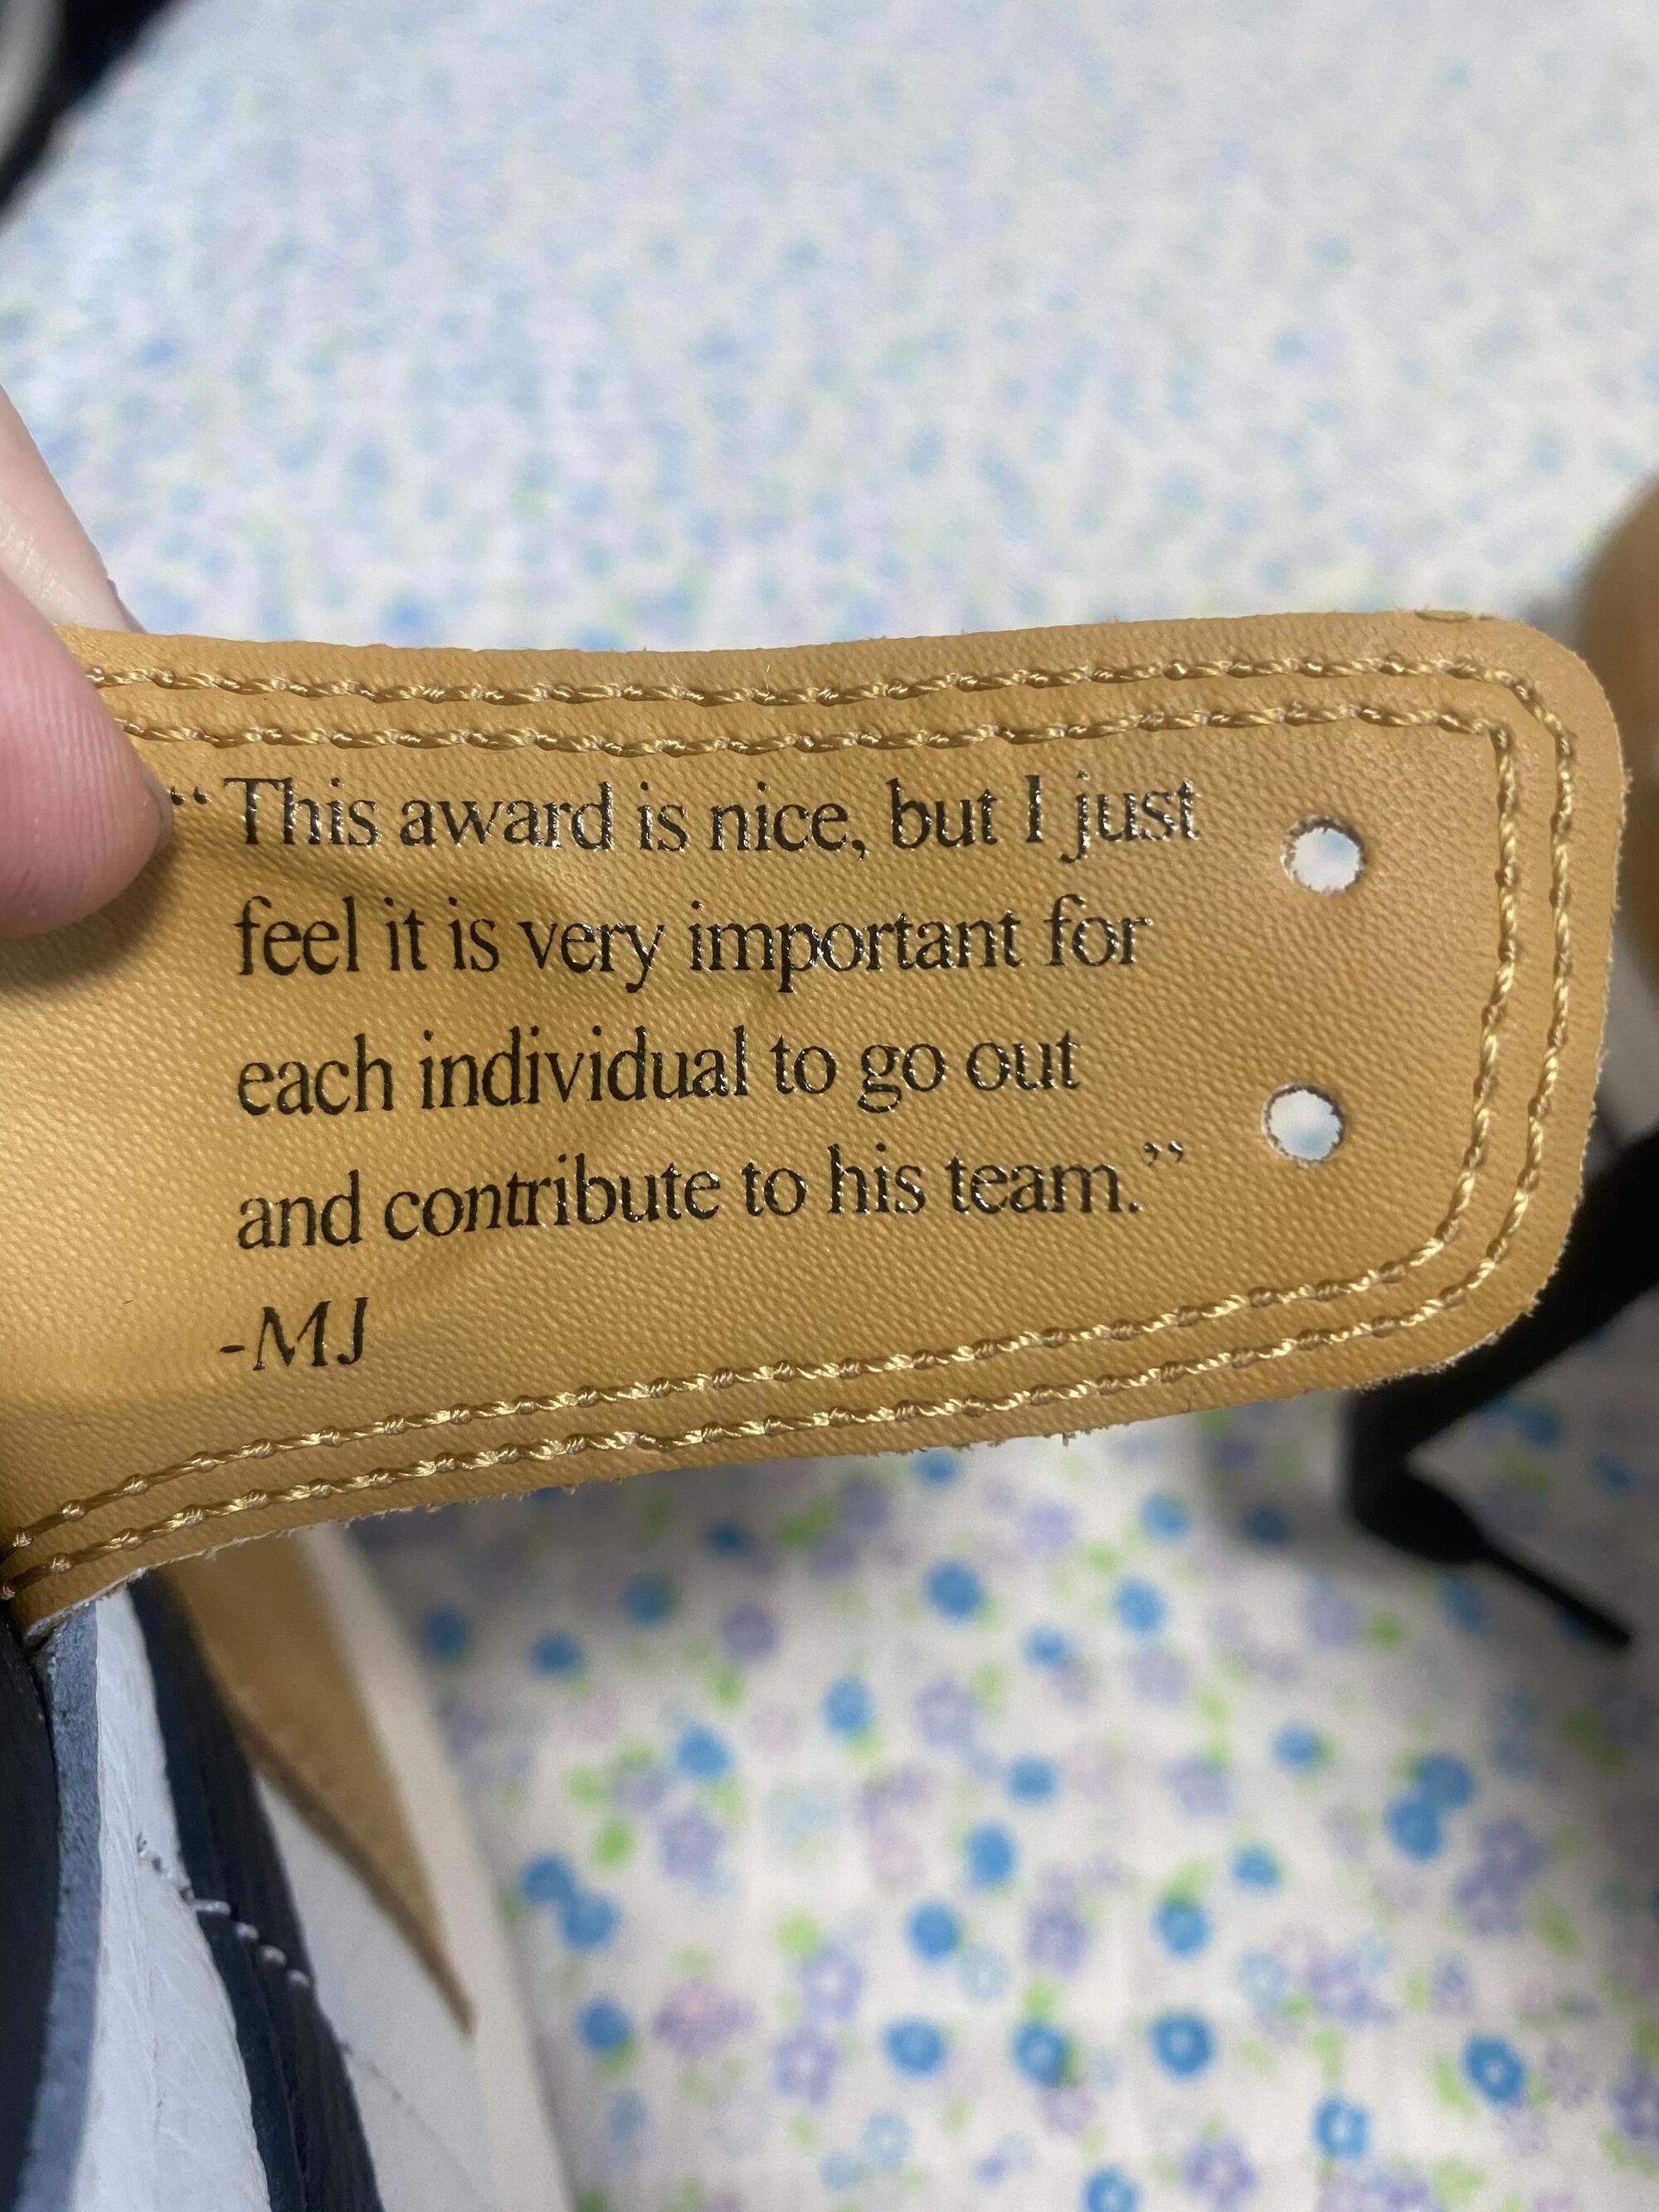 “This award is nice, but I just
feel it is very important for
each individual to go out
and contribute to his team.”
-MJ